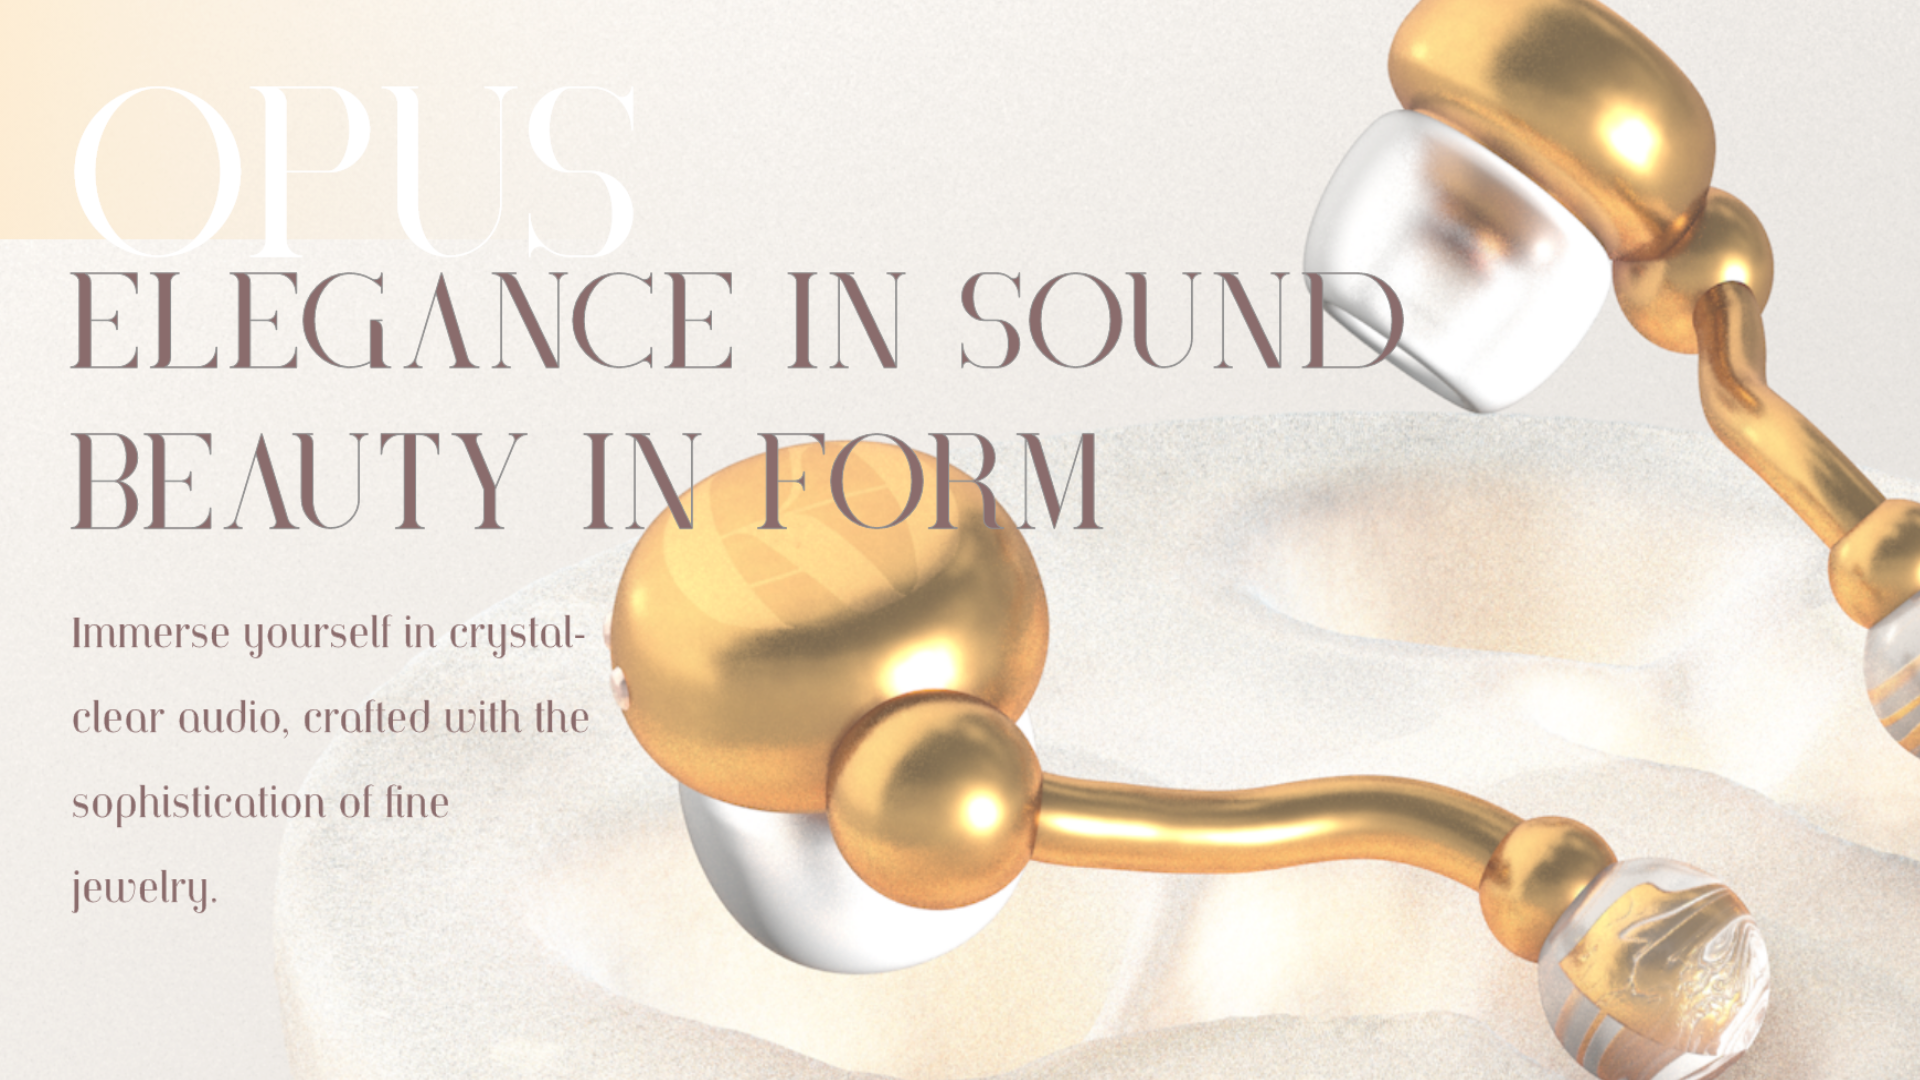 OPUS
ELEGANCE IN SOUND
BEAUTY IN FORM
Immerse yourself in crystal-
clear audio, crafted with the
sophistication of fine
jewelry.